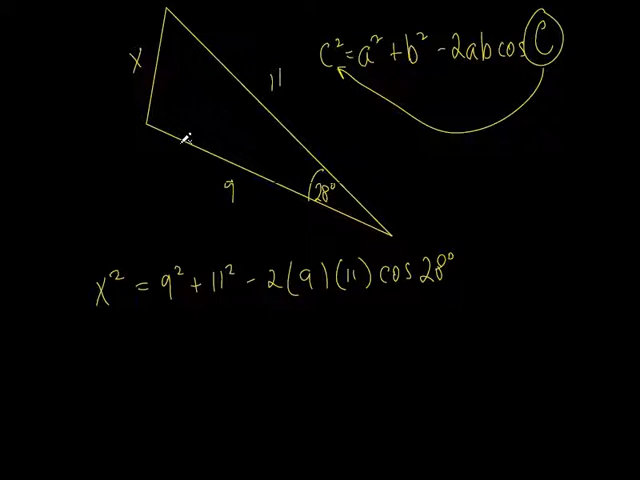 c² = a² + b² - 2ab cos C
x
11
9
28°
x² = 9² + 11² - 2(9)(11) cos 28°